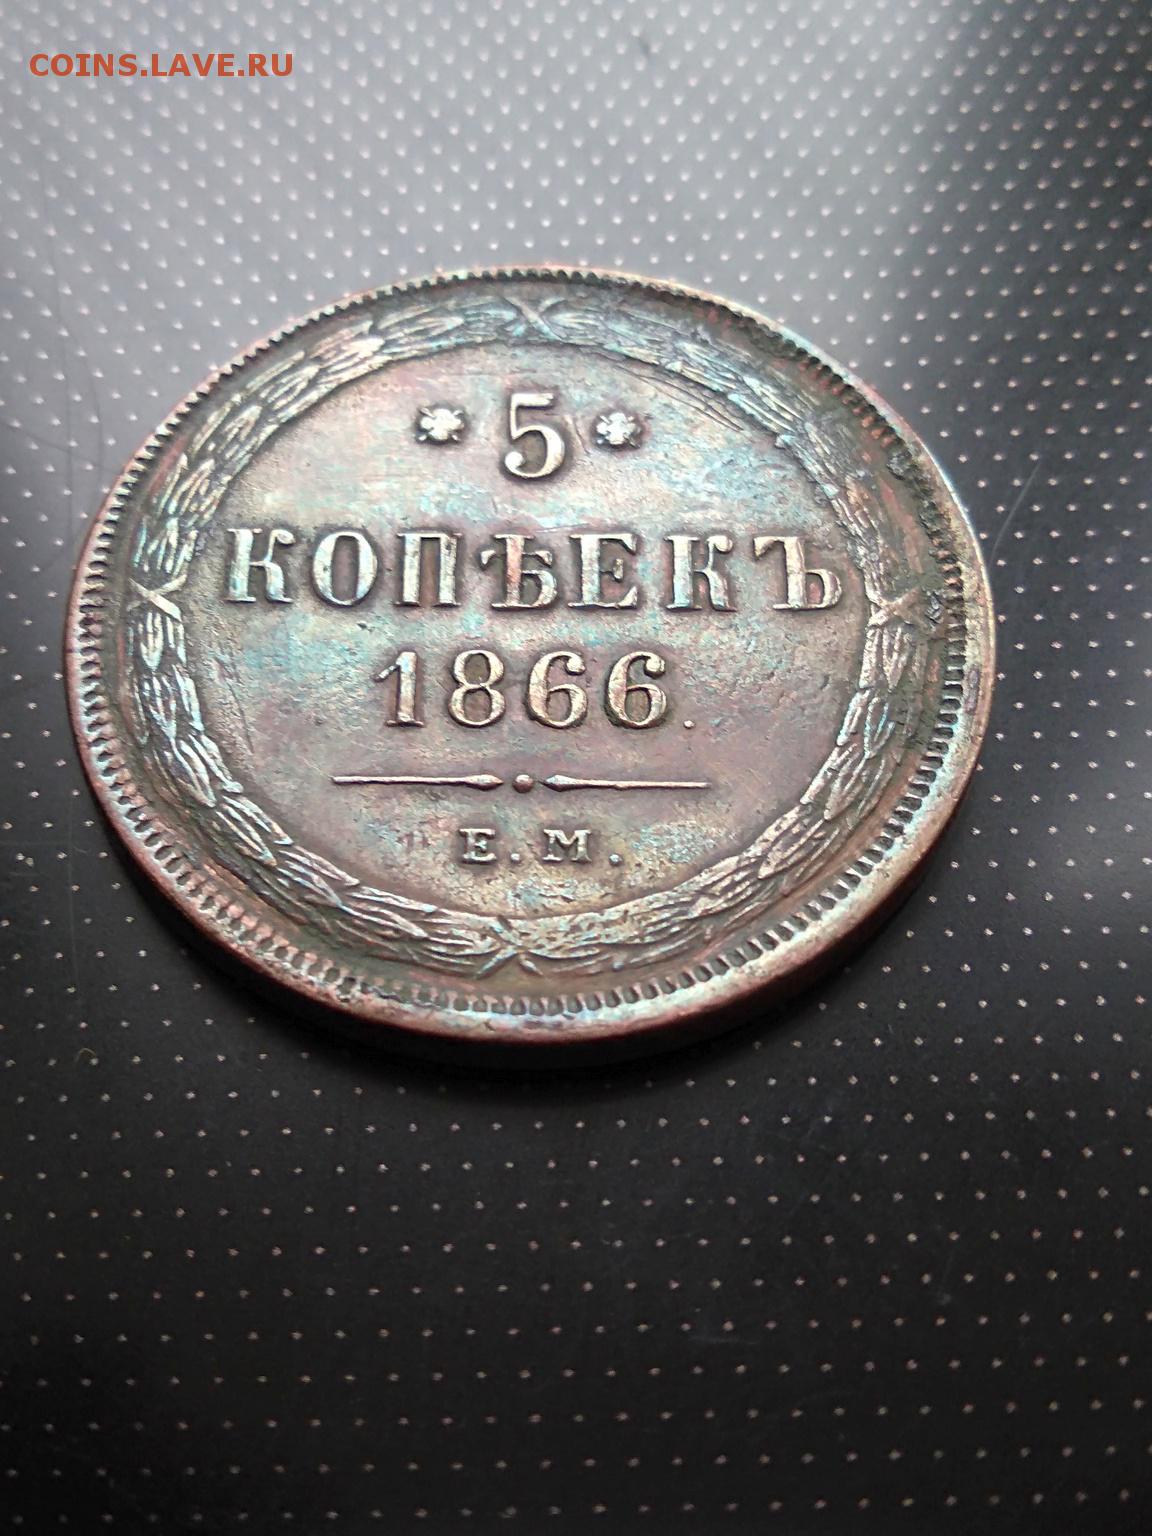 COINS.LAVE.RU
* 5 *
КОПѢЕКЪ
1866.
Е.М.